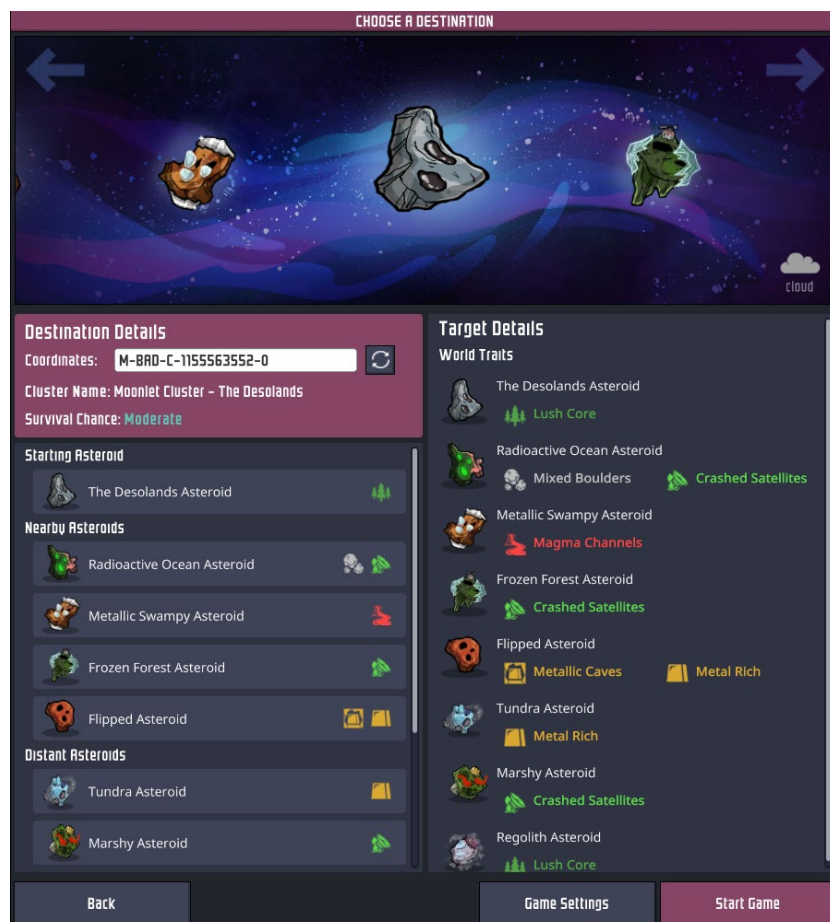 CHOOSE A DESTINATION
cloud
Destination Details
Coordinates: M-BAD-C-1155563552-0
Cluster Name: Moonlet Cluster - The Desolands
Survival Chance: Moderate
Starting Asteroid
The Desolands Asteroid
Nearby Asteroids
Radioactive Ocean Asteroid
Metallic Swampy Asteroid
Frozen Forest Asteroid
Flipped Asteroid
Distant Asteroids
Tundra Asteroid
Marshy Asteroid
Target Details
World Traits
The Desolands Asteroid
Lush Core
Radioactive Ocean Asteroid
Mixed Boulders Crashed Satellites
Metallic Swampy Asteroid
Magma Channels
Frozen Forest Asteroid
Crashed Satellites
Flipped Asteroid
Metallic Caves Metal Rich
Tundra Asteroid
Metal Rich
Marshy Asteroid
Crashed Satellites
Regolith Asteroid
Lush Core
Back Game Settings Start Game